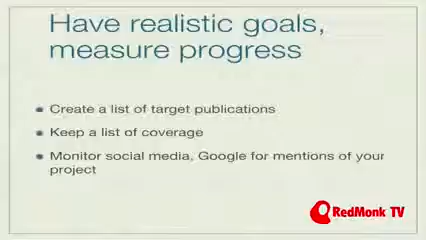 Have realistic goals,
measure progress
Create a list of target publications
Keep a list of coverage
Monitor social media, Google for mentions of your
project
RedMonk TV